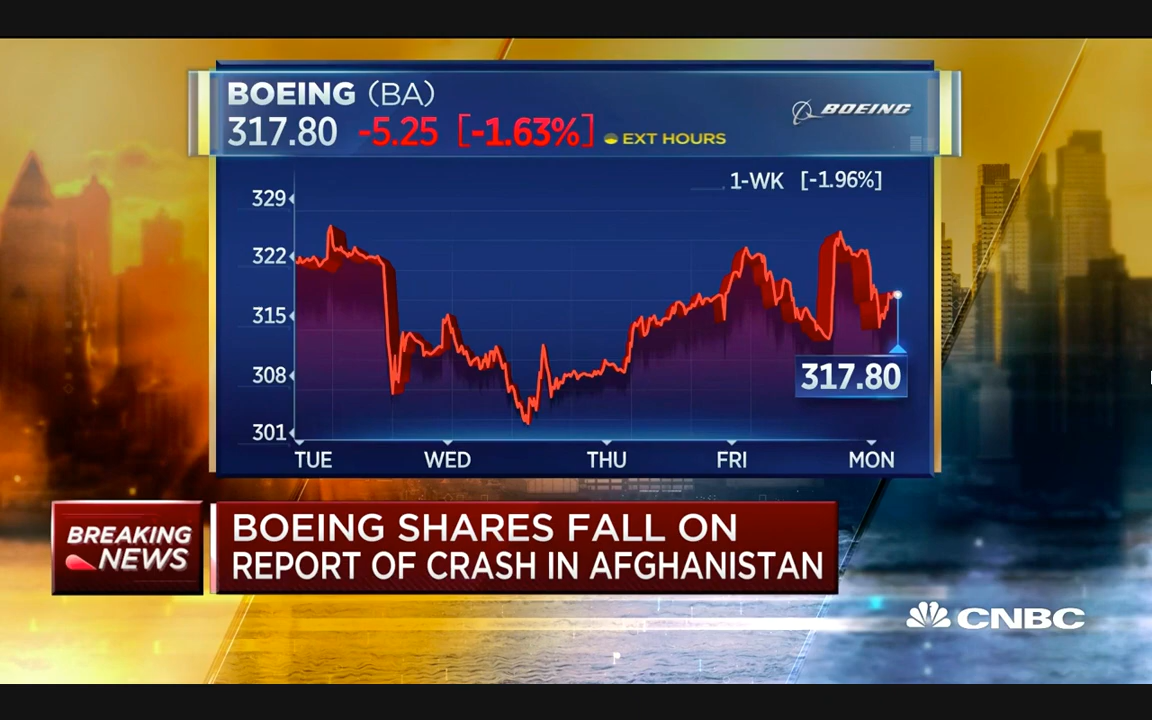 BOEING (BA)
317.80 -5.25 [-1.63%] EXT HOURS
BOEING
1-WK [-1.96%]
329
322
315
308
301
317.80
TUE WED THU FRI MON
BREAKING
NEWS
BOEING SHARES FALL ON
REPORT OF CRASH IN AFGHANISTAN
CNBC